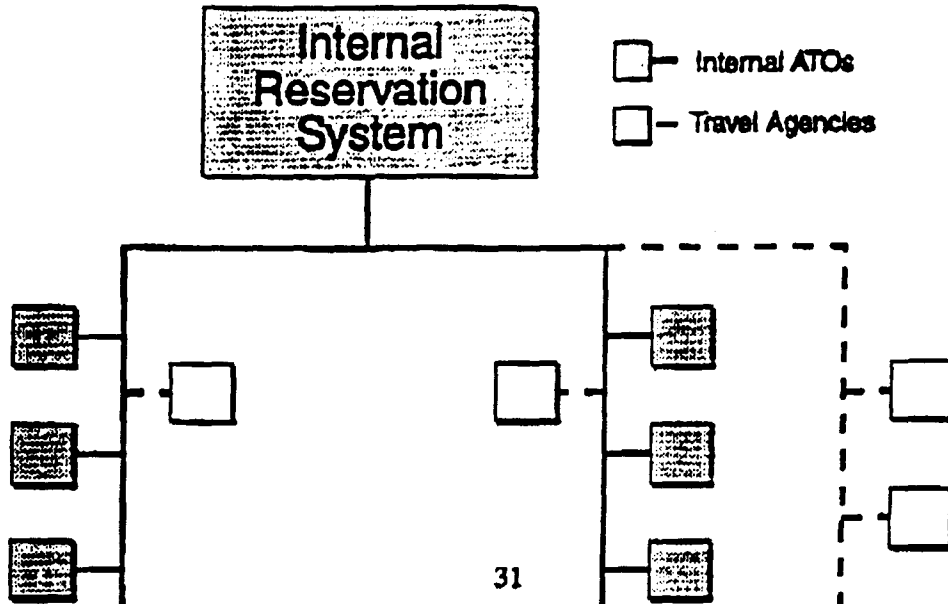 Internal
Reservation
System
Internal ATOs
Travel Agencies
31